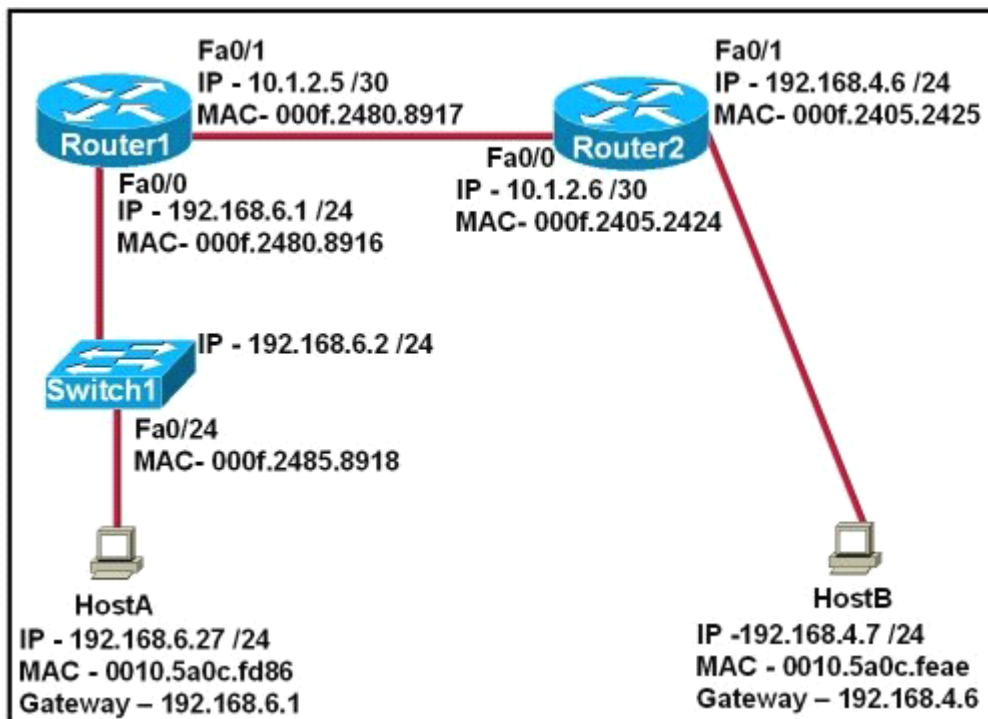 Fa0/1
IP - 10.1.2.5 /30
MAC- 000f.2480.8917
Router1
Fa0/0
IP - 192.168.6.1 /24
MAC- 000f.2480.8916
Fa0/1
IP - 192.168.4.6 /24
MAC- 000f.2405.2425
Router2
Fa0/0
IP - 10.1.2.6 /30
MAC- 000f.2405.2424
IP - 192.168.6.2 /24
Switch1
Fa0/24
MAC- 000f.2485.8918
HostA
IP - 192.168.6.27 /24
MAC - 0010.5a0c.fd86
Gateway – 192.168.6.1
HostB
IP -192.168.4.7 /24
MAC - 0010.5a0c.feae
Gateway – 192.168.4.6